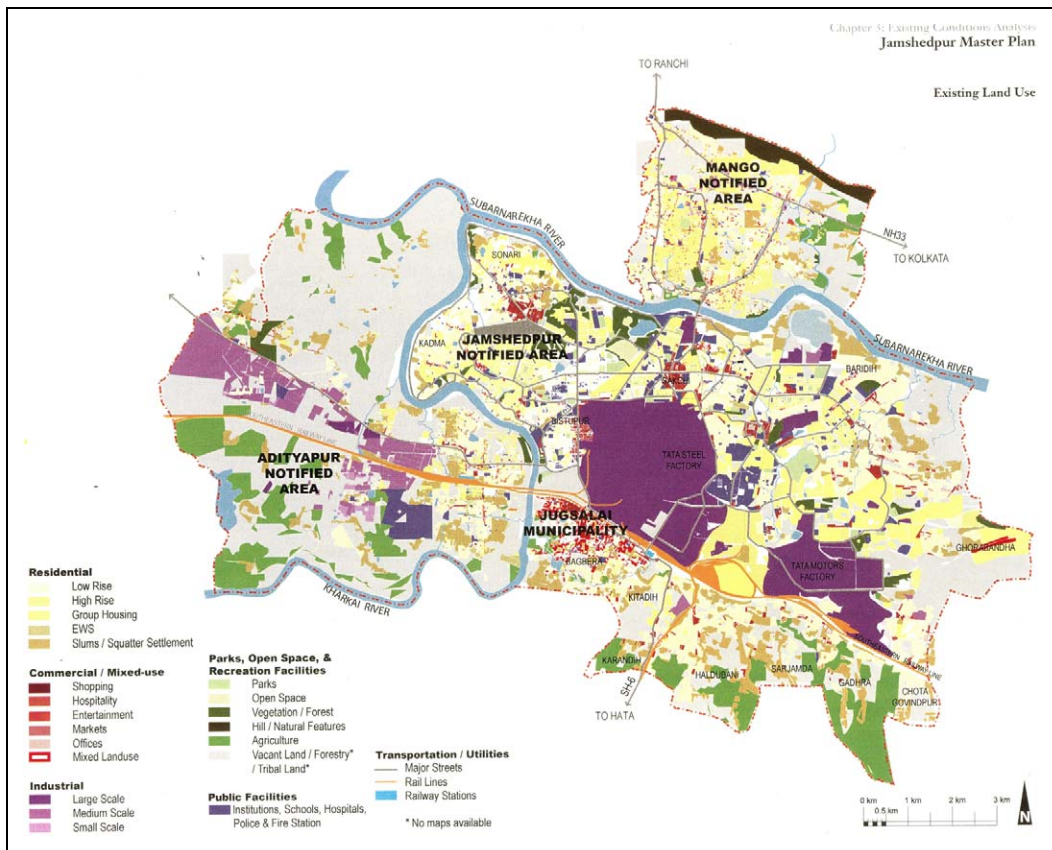 Chapter 3: Existing Conditions Analysis
Jamshedpur Master Plan
Existing Land Use
TO RANCHI
MANGO
NOTIFIED
AREA
NH33
TO KOLKATA
SUBARNAREKHA RIVER
SONARI
KADMA
JAMSHEDPUR
NOTIFIED AREA
SAKCHI
BARIDIH
SUBARNAREKHA RIVER
BISTUPUR
TATA STEEL
FACTORY
SOUTHEASTERN RAILWAY LINE
ADITYAPUR
NOTIFIED
AREA
JUGSALAI
MUNICIPALITY
BAGBERA
KITADIH
TATA MOTORS
FACTORY
GHORABANDHA
KHARKAI RIVER
SOUTHEASTERN RAILWAY LINE
KARANDIH
HALDUBANI
SARJAMDA
GADHRA
CHOTA
GOVINDPUR
SH-6
TO HATA
Residential
Low Rise
High Rise
Group Housing
EWS
Slums / Squatter Settlement
Commercial / Mixed-use
Shopping
Hospitality
Entertainment
Markets
Offices
Mixed Landuse
Industrial
Large Scale
Medium Scale
Small Scale
Parks, Open Space, &
Recreation Facilities
Parks
Open Space
Vegetation / Forest
Hill / Natural Features
Agriculture
Vacant Land / Forestry*
/ Tribal Land*
Public Facilities
Institutions, Schools, Hospitals,
Police & Fire Station
Transportation / Utilities
Major Streets
Rail Lines
Railway Stations
* No maps available
0 km 1 km 2 km 3 km
0.5 km
N